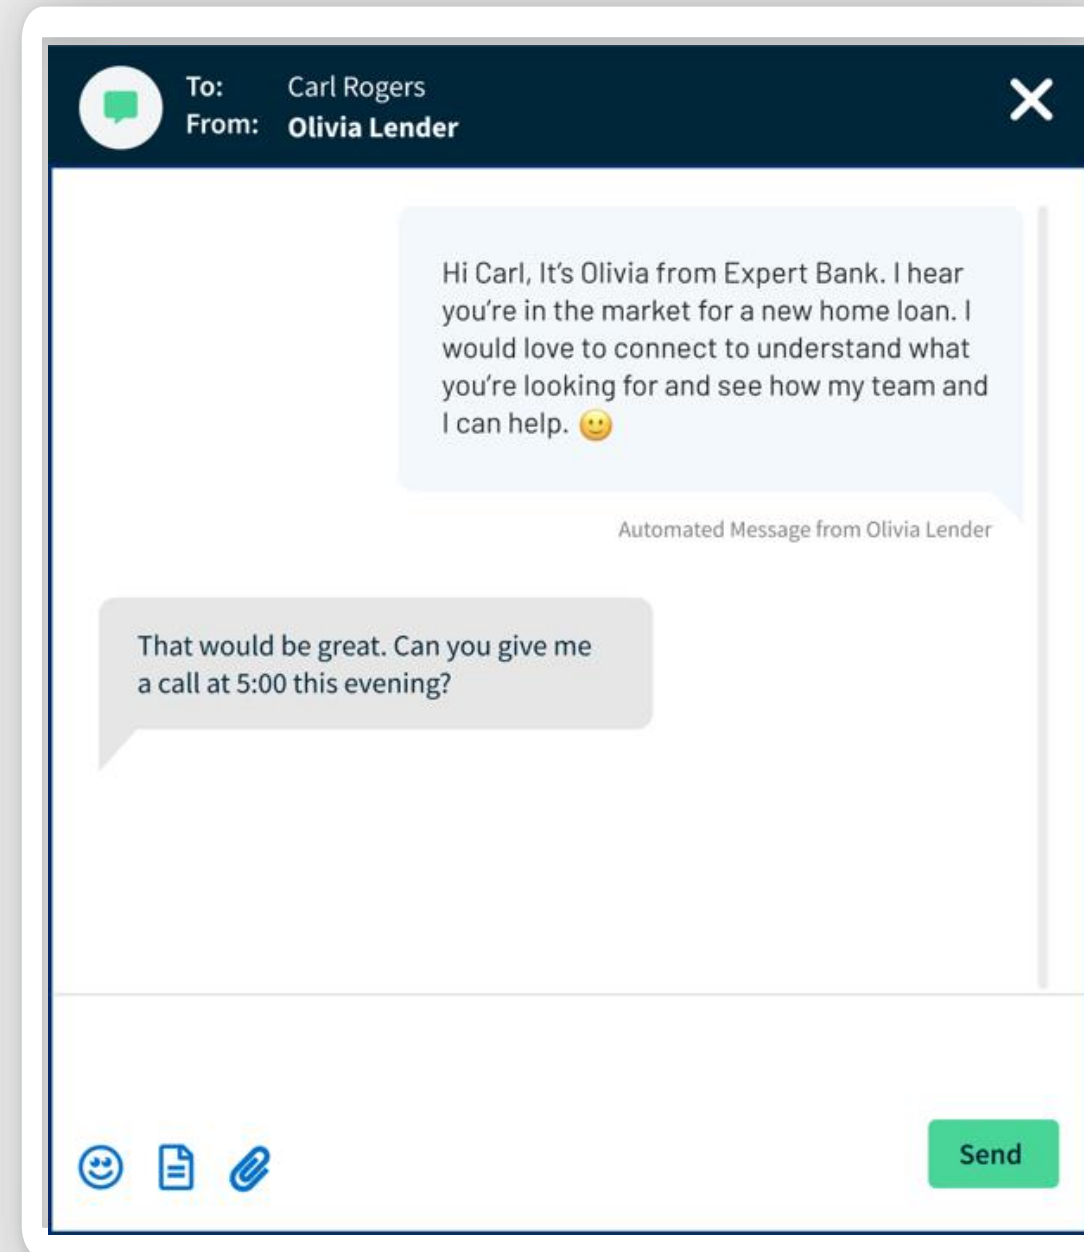 To: Carl Rogers
From: Olivia Lender
Hi Carl, It's Olivia from Expert Bank. I hear
you're in the market for a new home loan. I
would love to connect to understand what
you're looking for and see how my team and
I can help. 🙂
Automated Message from Olivia Lender
That would be great. Can you give me
a call at 5:00 this evening?
Send